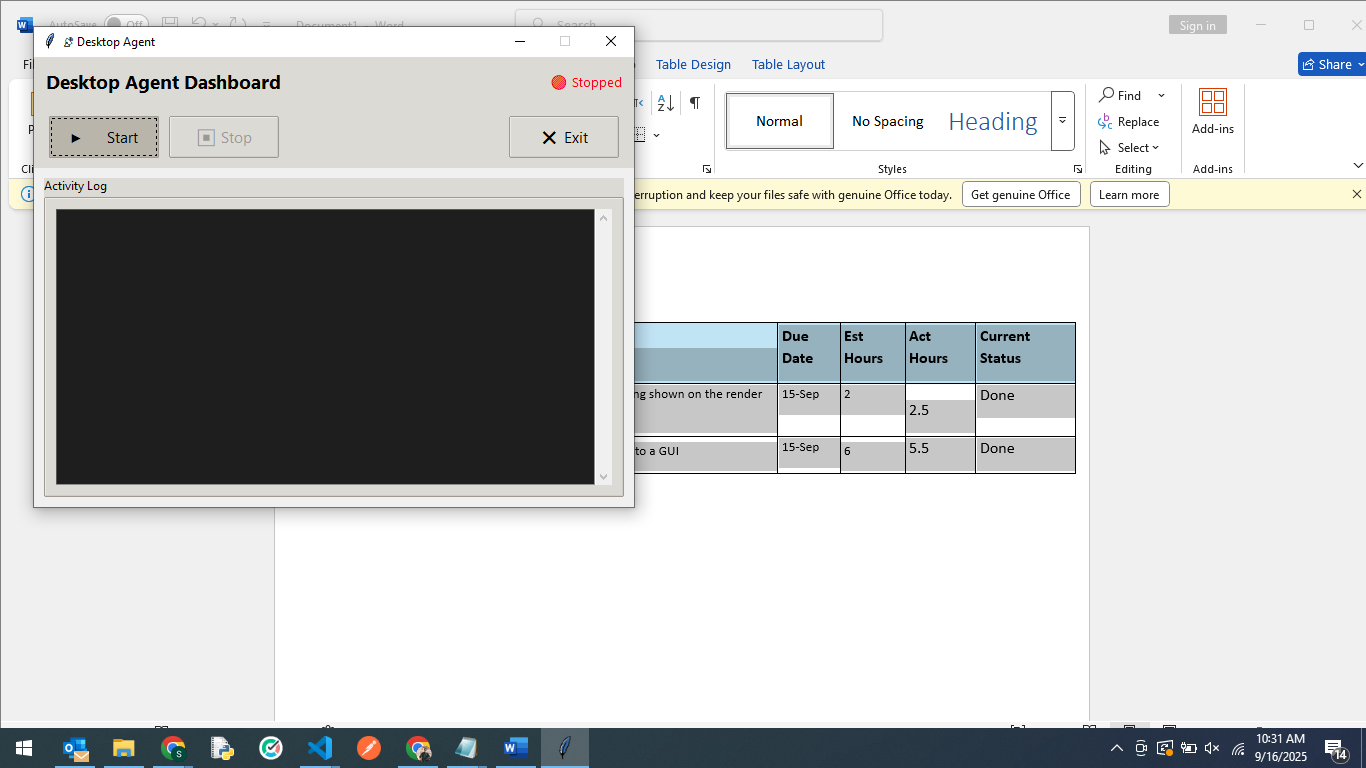 AutoSave Off Document1 - Word Search Sign in
Desktop Agent
Desktop Agent Dashboard
Stopped
Start
Stop
Exit
Activity Log
Table Design Table Layout Share
Normal
No Spacing
Heading
Find
Replace
Select
Add-ins
Styles
Editing
Add-ins
erruption and keep your files safe with genuine Office today. Get genuine Office Learn more
Due Date
Est Hours
Act Hours
Current Status
ng shown on the render
15-Sep
2
2.5
Done
to a GUI
15-Sep
6
5.5
Done
10:31 AM
9/16/2025
14